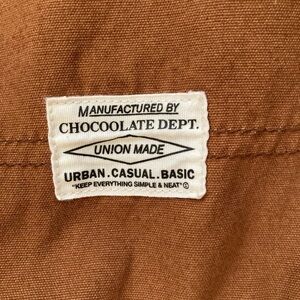 MANUFACTURED BY
CHOCOOLATE DEPT.
UNION MADE
URBAN.CASUAL.BASIC
"KEEP EVERYTHING SIMPLE & NEAT"©